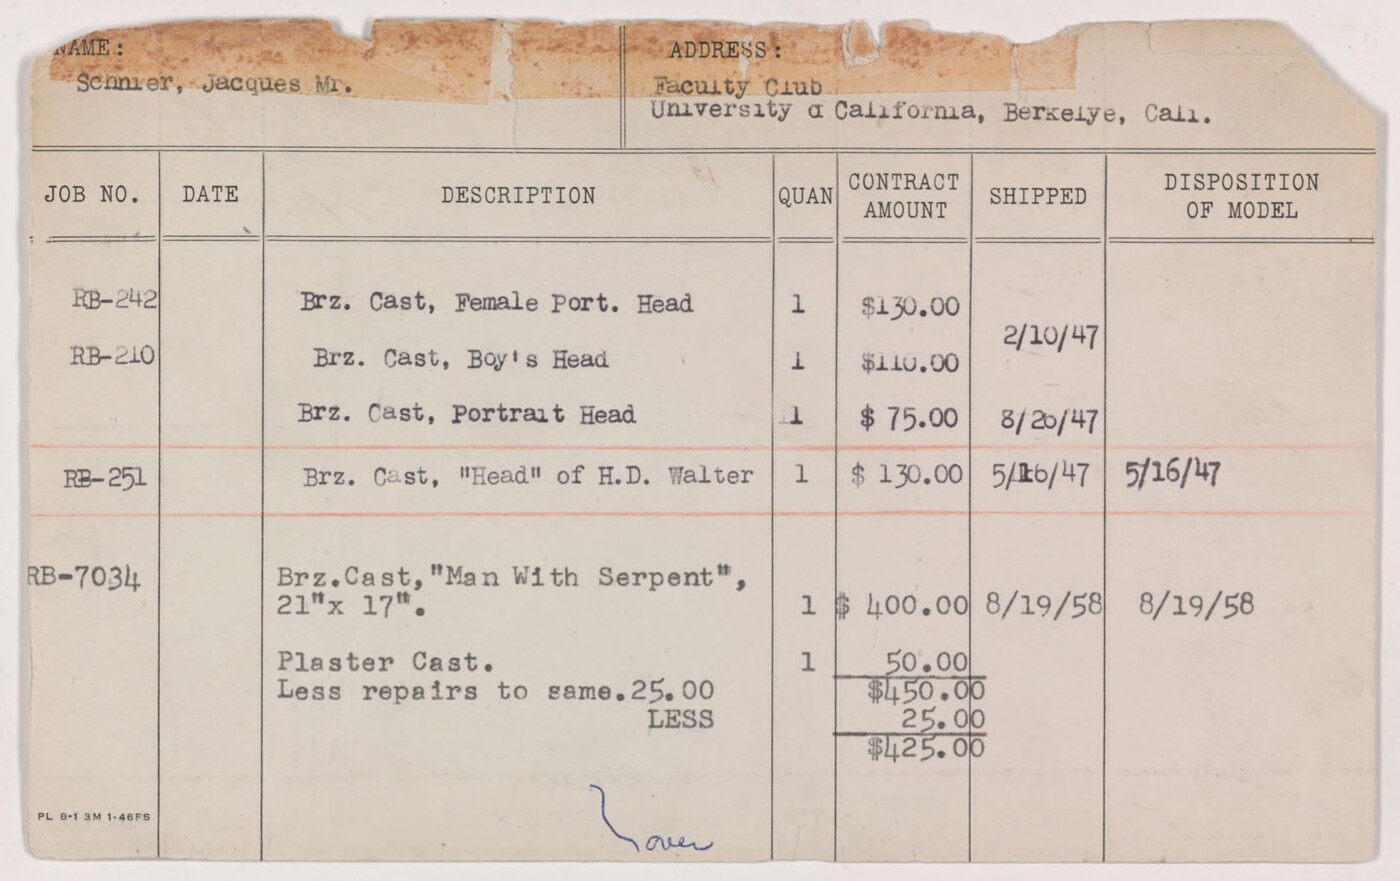 NAME:
Schnier, Jacques Mr.
ADDRESS:
Faculty Club
University α California, Berkelye, Cali.
JOB NO. DATE DESCRIPTION QUAN CONTRACT AMOUNT SHIPPED DISPOSITION OF MODEL
RB-242 Brz. Cast, Female Port. Head 1 $130.00
2/10/47
RB-210 Brz. Cast, Boy's Head 1 $110.00
Brz. Cast, Portrait Head 1 $ 75.00 8/20/47
RB-251 Brz. Cast, "Head" of H.D. Walter 1 $ 130.00 5/16/47 5/16/47
RB-7034 Brz.Cast,"Man With Serpent",
21"x 17". 1 $ 400.00 8/19/58 8/19/58
Plaster Cast. 1 50.00
Less repairs to same.25.00 $450.00
LESS 25.00
$425.00
PL 8-1 3M 1-46FS
over